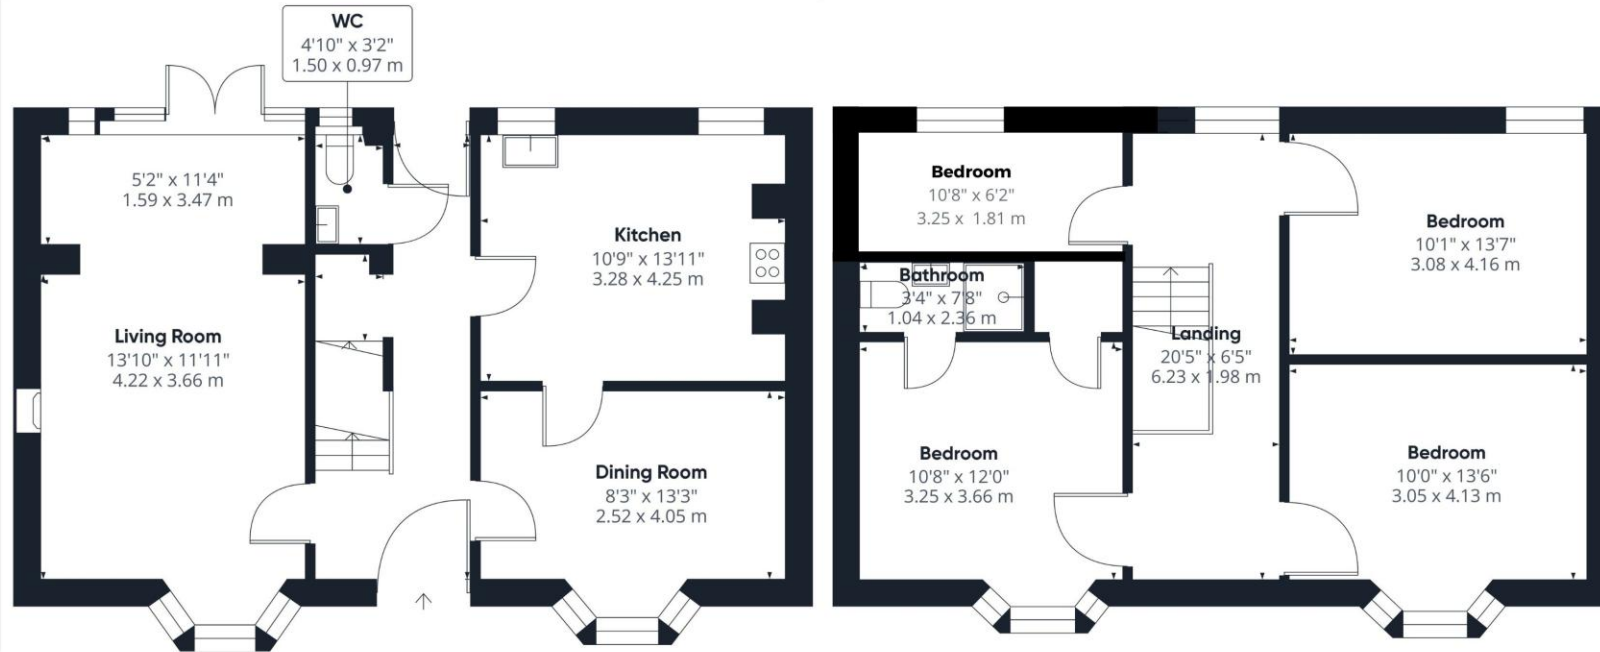 WC
4'10" x 3'2"
1.50 x 0.97 m
5'2" x 11'4"
1.59 x 3.47 m
Living Room
13'10" x 11'11"
4.22 x 3.66 m
Kitchen
10'9" x 13'11"
3.28 x 4.25 m
Dining Room
8'3" x 13'3"
2.52 x 4.05 m
Bedroom
10'8" x 6'2"
3.25 x 1.81 m
Bathroom
3'4" x 7'8"
1.04 x 2.36 m
Bedroom
10'8" x 12'0"
3.25 x 3.66 m
Landing
20'5" x 6'5"
6.23 x 1.98 m
Bedroom
10'1" x 13'7"
3.08 x 4.16 m
Bedroom
10'0" x 13'6"
3.05 x 4.13 m